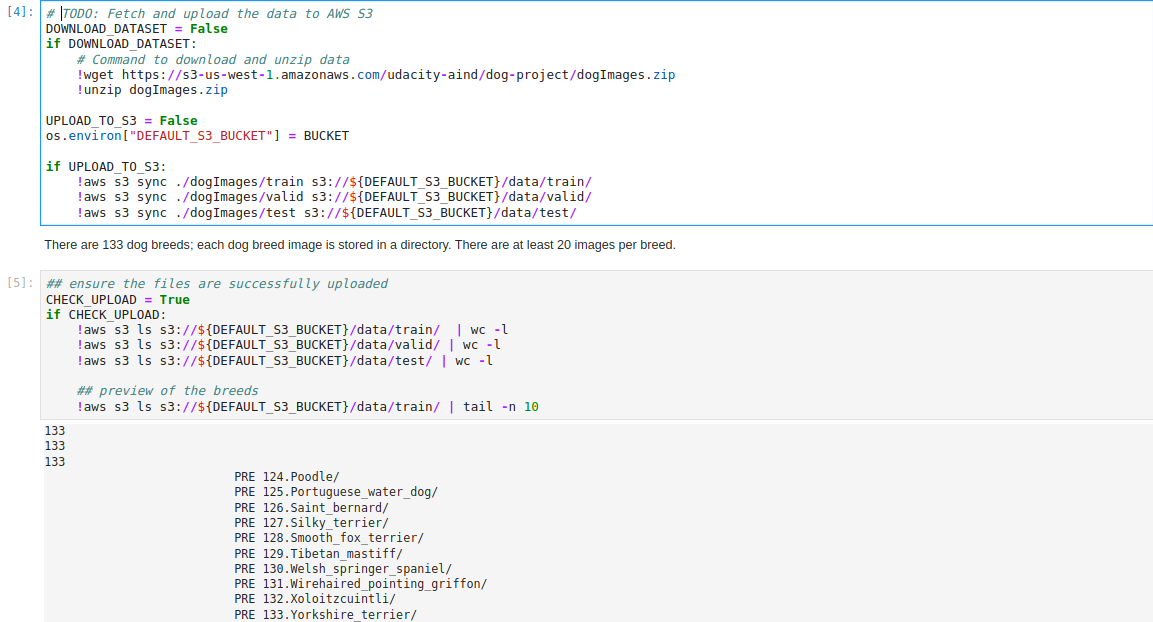 [4]: # TODO: Fetch and upload the data to AWS S3
DOWNLOAD_DATASET = False
if DOWNLOAD_DATASET:
    # Command to download and unzip data
    !wget https://s3-us-west-1.amazonaws.com/udacity-aind/dog-project/dogImages.zip
    !unzip dogImages.zip

UPLOAD_TO_S3 = False
os.environ["DEFAULT_S3_BUCKET"] = BUCKET

if UPLOAD_TO_S3:
    !aws s3 sync ./dogImages/train s3://${DEFAULT_S3_BUCKET}/data/train/
    !aws s3 sync ./dogImages/valid s3://${DEFAULT_S3_BUCKET}/data/valid/
    !aws s3 sync ./dogImages/test s3://${DEFAULT_S3_BUCKET}/data/test/
There are 133 dog breeds; each dog breed image is stored in a directory. There are at least 20 images per breed.
[5]: ## ensure the files are successfully uploaded
CHECK_UPLOAD = True
if CHECK_UPLOAD:
    !aws s3 ls s3://${DEFAULT_S3_BUCKET}/data/train/  | wc -l
    !aws s3 ls s3://${DEFAULT_S3_BUCKET}/data/valid/ | wc -l
    !aws s3 ls s3://${DEFAULT_S3_BUCKET}/data/test/ | wc -l

    ## preview of the breeds
    !aws s3 ls s3://${DEFAULT_S3_BUCKET}/data/train/ | tail -n 10
133
133
133
PRE 124.Poodle/
PRE 125.Portuguese_water_dog/
PRE 126.Saint_bernard/
PRE 127.Silky_terrier/
PRE 128.Smooth_fox_terrier/
PRE 129.Tibetan_mastiff/
PRE 130.Welsh_springer_spaniel/
PRE 131.Wirehaired_pointing_griffon/
PRE 132.Xoloitzcuintli/
PRE 133.Yorkshire_terrier/